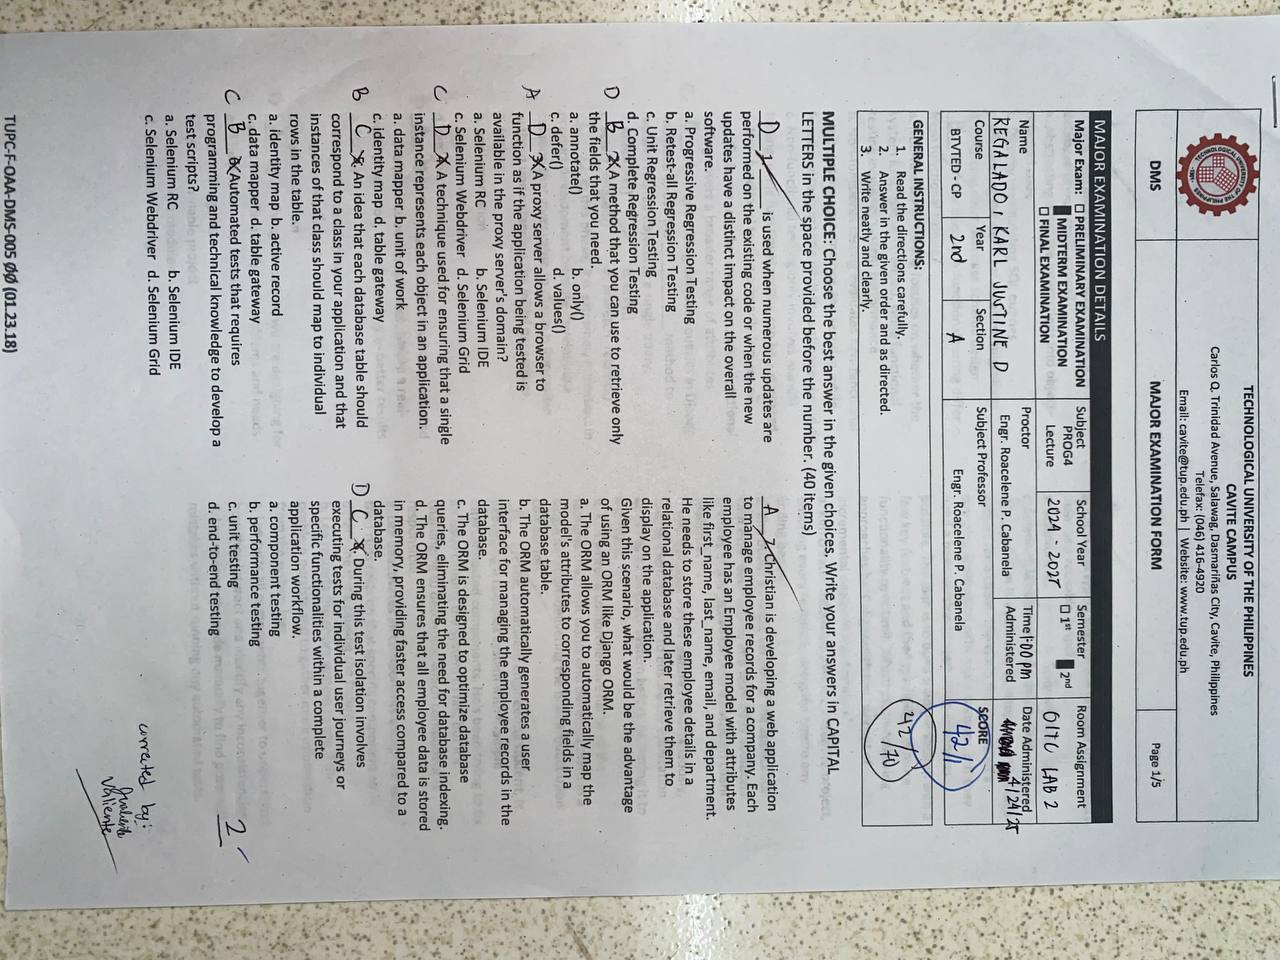 TECHNOLOGICAL UNIVERSITY OF THE PHILIPPINES
CAVITE CAMPUS
Carlos Q. Trinidad Avenue, Salawag, Dasmariñas City, Cavite, Philippines
Telefax: (046) 416-4920
Email: cavite@tup.edu.ph | Website: www.tup.edu.ph
DMS
MAJOR EXAMINATION FORM
Page 1/5
MAJOR EXAMINATION DETAILS
Major Exam: ☐ PRELIMINARY EXAMINATION
■ MIDTERM EXAMINATION
☐ FINAL EXAMINATION
Subject
PROG4
Lecture
School Year
2024 - 2025
Semester
☐ 1st ■ 2nd
Room Assignment
OITC LAB 2
Name
REGALADO, KARL JUSTINE D
Proctor
Engr. Roacelene P. Cabanela
Time 1:00 PM
Administered
Date Administered
4/24/25
Course
BTVTED-CP
Year
2nd
Section
A
Subject Professor
Engr. Roacelene P. Cabanela
SCORE
42/
42/70
GENERAL INSTRUCTIONS:
1. Read the directions carefully.
2. Answer in the given order and as directed.
3. Write neatly and clearly.
MULTIPLE CHOICE: Choose the best answer in the given choices. Write your answers in CAPITAL
LETTERS in the space provided before the number. (40 items)
D 1. ________ is used when numerous updates are
performed on the existing code or when the new
updates have a distinct impact on the overall
software.
a. Progressive Regression Testing
b. Retest-all Regression Testing
c. Unit Regression Testing
d. Complete Regression Testing
D B 2. A method that you can use to retrieve only
the fields that you need.
a. annotate() b. only()
c. defer() d. values()
A D 3. A proxy server allows a browser to
function as if the application being tested is
available in the proxy server's domain?
a. Selenium RC b. Selenium IDE
c. Selenium Webdriver d. Selenium Grid
C D 4. A technique used for ensuring that a single
instance represents each object in an application.
a. data mapper b. unit of work
c. identity map d. table gateway
B C 5. An idea that each database table should
correspond to a class in your application and that
instances of that class should map to individual
rows in the table.
a. identity map b. active record
c. data mapper d. table gateway
C B 6. Automated tests that requires
programming and technical knowledge to develop a
test scripts?
a. Selenium RC b. Selenium IDE
c. Selenium Webdriver d. Selenium Grid
A 7. Christian is developing a web application
to manage employee records for a company. Each
employee has an Employee model with attributes
like first_name, last_name, email, and department.
He needs to store these employee details in a
relational database and later retrieve them to
display on the application.
Given this scenario, what would be the advantage
of using an ORM like Django ORM.
a. The ORM allows you to automatically map the
model's attributes to corresponding fields in a
database table.
b. The ORM automatically generates a user
interface for managing the employee records in the
database.
c. The ORM is designed to optimize database
queries, eliminating the need for database indexing.
d. The ORM ensures that all employee data is stored
in memory, providing faster access compared to a
database.
D C 8. During this test isolation involves
executing tests for individual user journeys or
specific functionalities within a complete
application workflow.
a. component testing
b. performance testing
c. unit testing
d. end-to-end testing
2
corrected by:
Valiente
TUPC-F-OAA-DMS-005 ØØ (01.23.18)